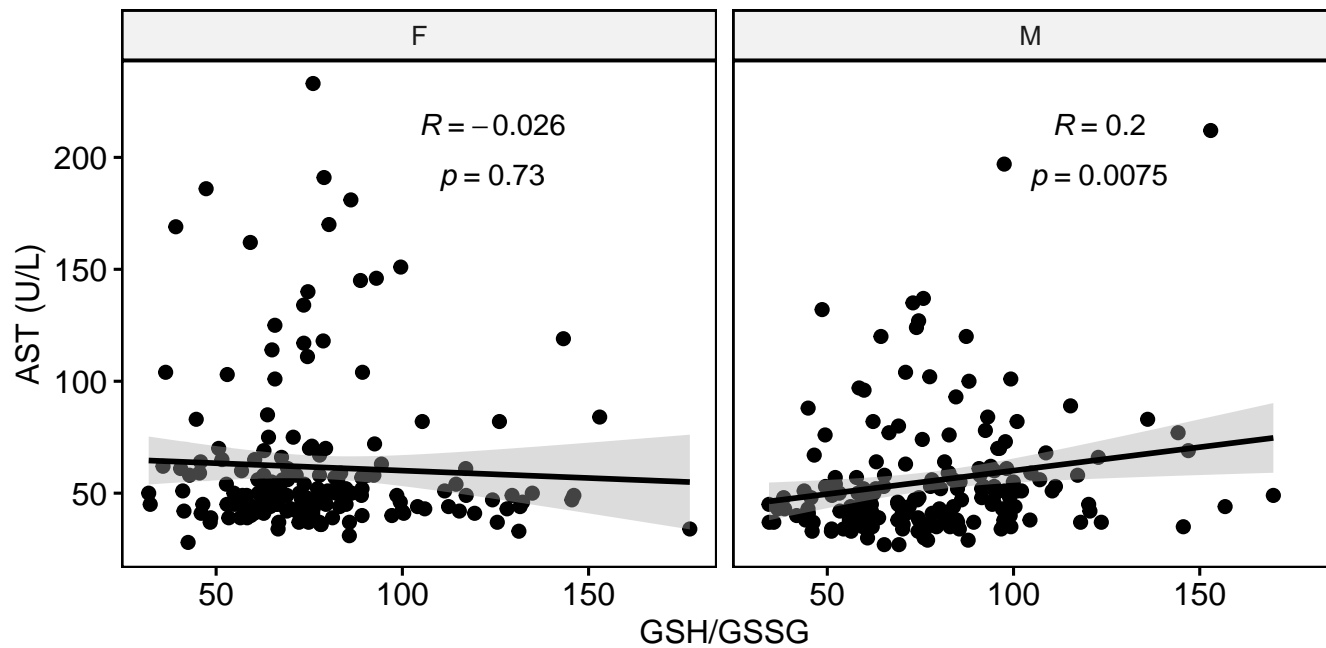 F
M
R = −0.026
p = 0.73
R = 0.2
p = 0.0075
AST (U/L)
200
150
100
50
50
100
150
50
100
150
GSH/GSSG